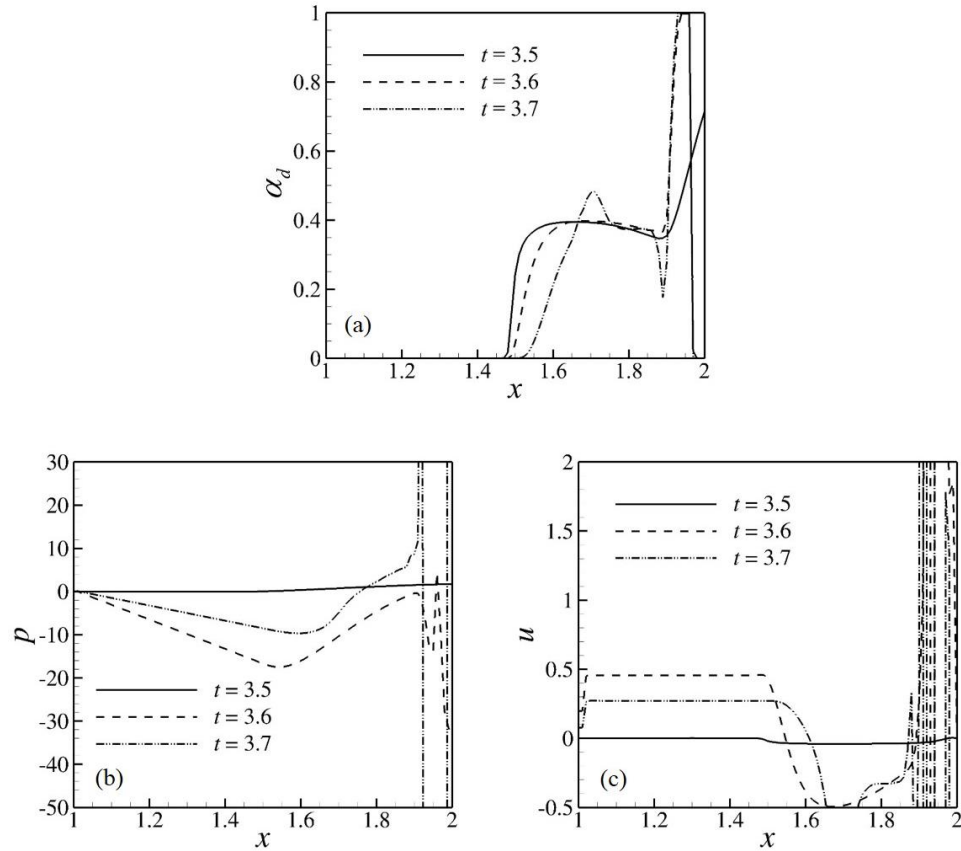 1
0.8
0.6
0.4
0.2
0
α_d
t = 3.5
t = 3.6
t = 3.7
(a)
1 1.2 1.4 1.6 1.8 2
x
30
20
10
0
-10
-20
-30
-40
-50
p
t = 3.5
t = 3.6
t = 3.7
(b)
1 1.2 1.4 1.6 1.8 2
x
2
1.5
1
0.5
0
-0.5
u
t = 3.5
t = 3.6
t = 3.7
(c)
1 1.2 1.4 1.6 1.8 2
x